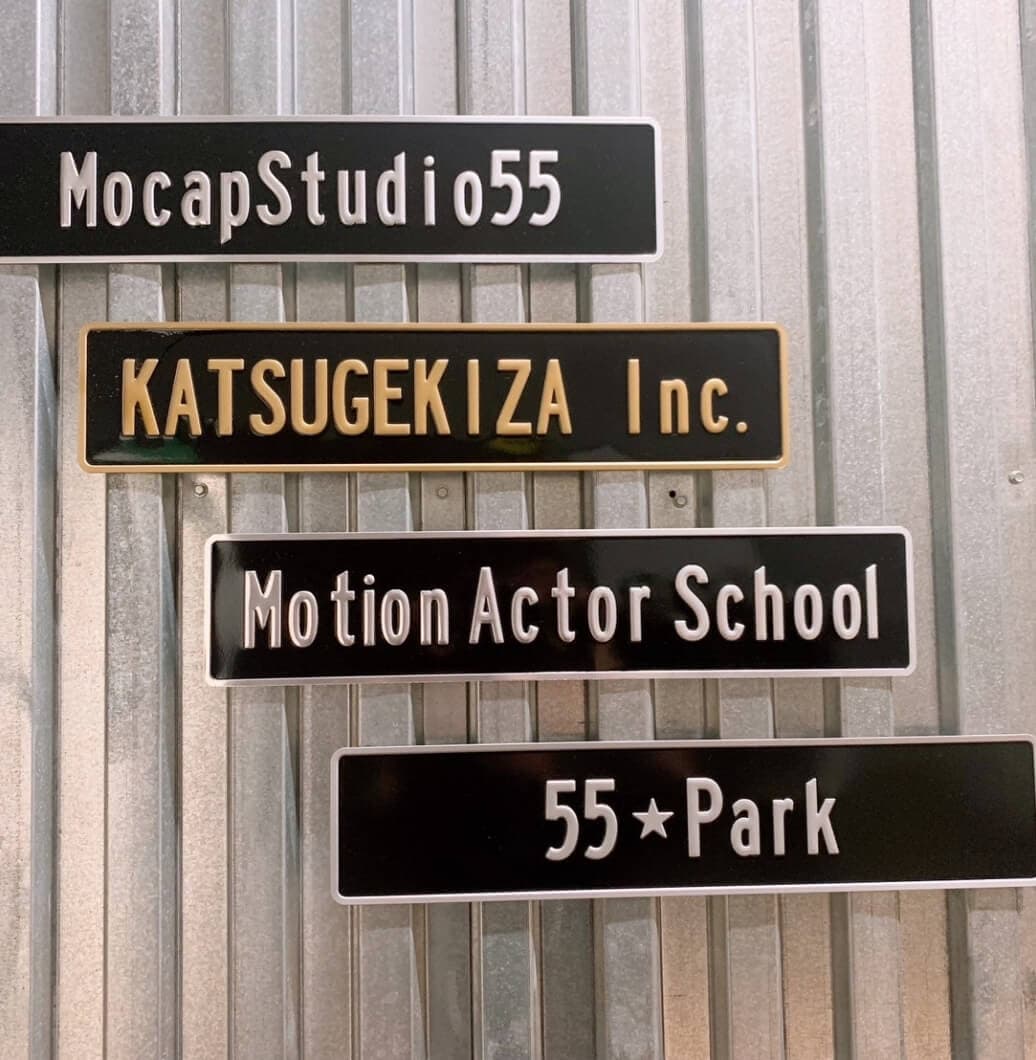 MocapStudio55
KATSUGEKIZA Inc.
Motion Actor School
55★Park